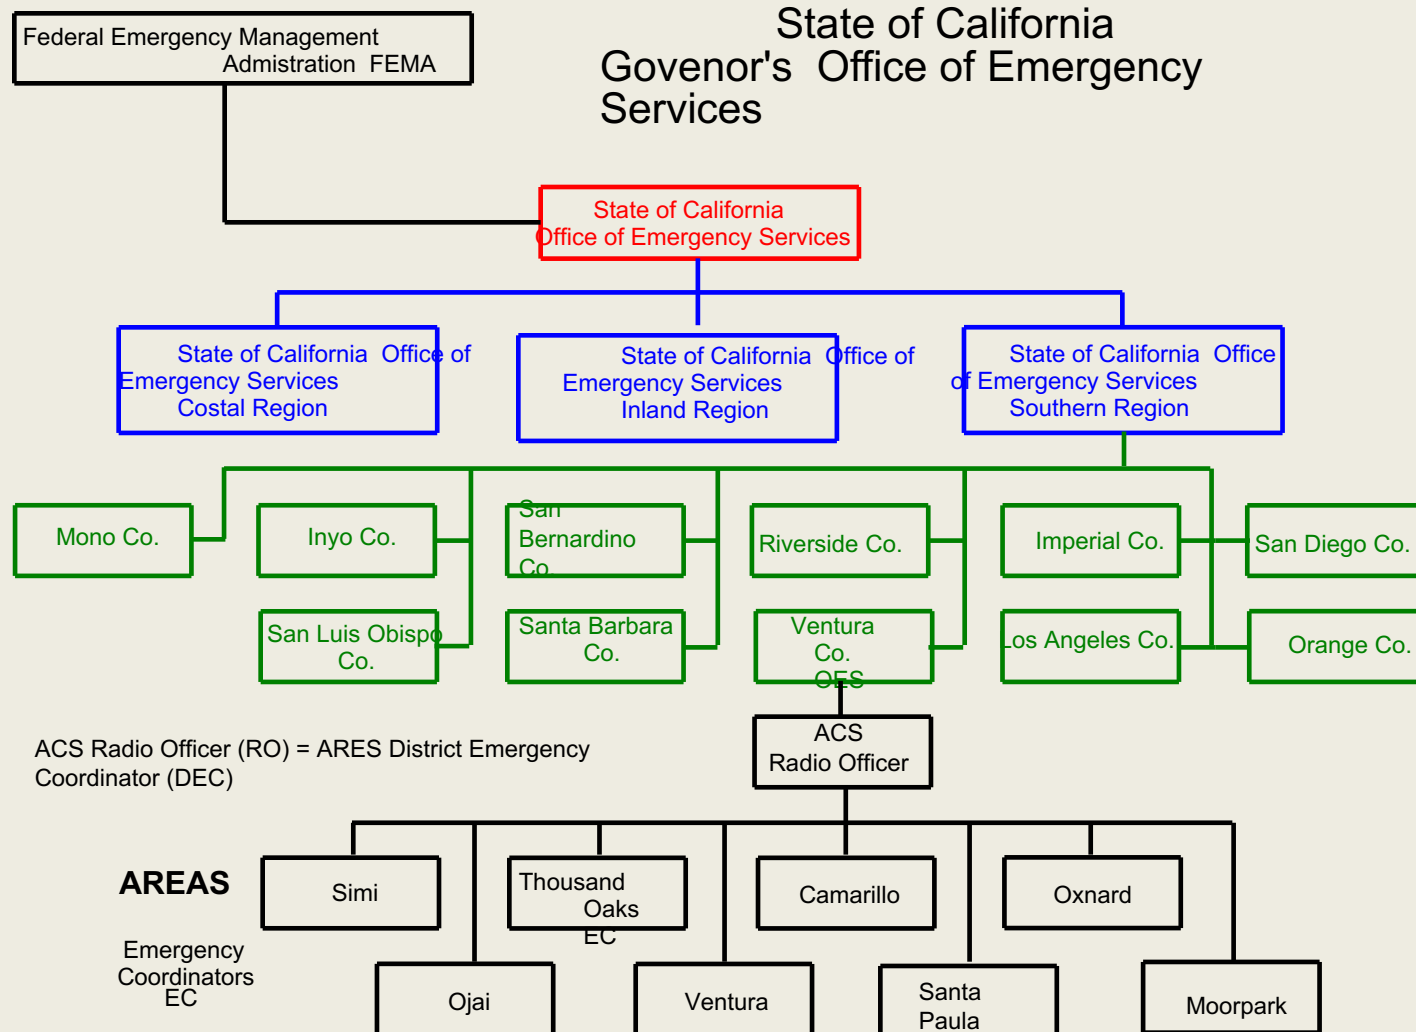 State of California
Govenor's Office of Emergency
Services
Federal Emergency Management
Admistration FEMA
State of California
Office of Emergency Services
State of California Office of
Emergency Services
Costal Region
State of California Office of
Emergency Services
Inland Region
State of California Office
of Emergency Services
Southern Region
Mono Co.
Inyo Co.
San
Bernardino
Co.
Riverside Co.
Imperial Co.
San Diego Co.
San Luis Obispo
Co.
Santa Barbara
Co.
Ventura
Co.
OES
Los Angeles Co.
Orange Co.
ACS
Radio Officer
ACS Radio Officer (RO) = ARES District Emergency
Coordinator (DEC)
AREAS
Simi
Thousand
Oaks
EC
Camarillo
Oxnard
Emergency
Coordinators
EC
Ojai
Ventura
Santa
Paula
Moorpark